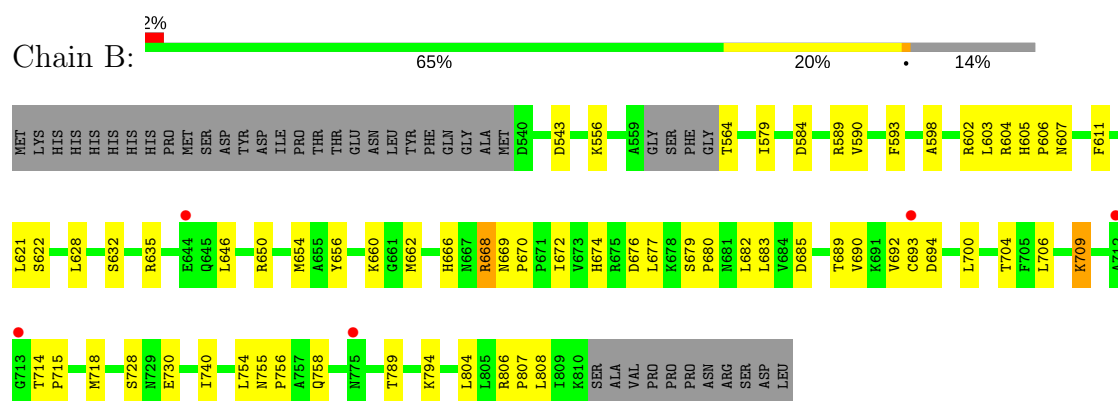 2%
Chain B:
65% 20% • 14%
MET LYS HIS HIS HIS HIS HIS HIS PRO MET SER ASP TYR ASP ILE PRO THR THR GLU ASN LEU TYR PHE GLN GLY ALA MET D540 D543 K556 A559 GLY SER PHE GLY T564 I579 D584 R589 V590 F593 A598 R602 L603 R604 H605 P606 N607 F611
L621 S622 L628 S632 R635 E644 Q645 L646 R650 M654 A655 Y656 K660 G661 M662 H666 N667 R668 N669 P670 P671 I672 V673 H674 R675 D676 L677 K678 S679 P680 N681 L682 L683 V684 D685 T689 V690 K691 V692 C693 D694 L700 T704 F705 L706 K709 A712
G713 T714 P715 M718 S728 N729 E730 I740 L754 N755 P756 A757 Q758 N775 T789 K794 L804 L805 R806 P807 L808 I809 K810 SER ALA VAL PRO PRO PRO ASN ARG SER ASP LEU